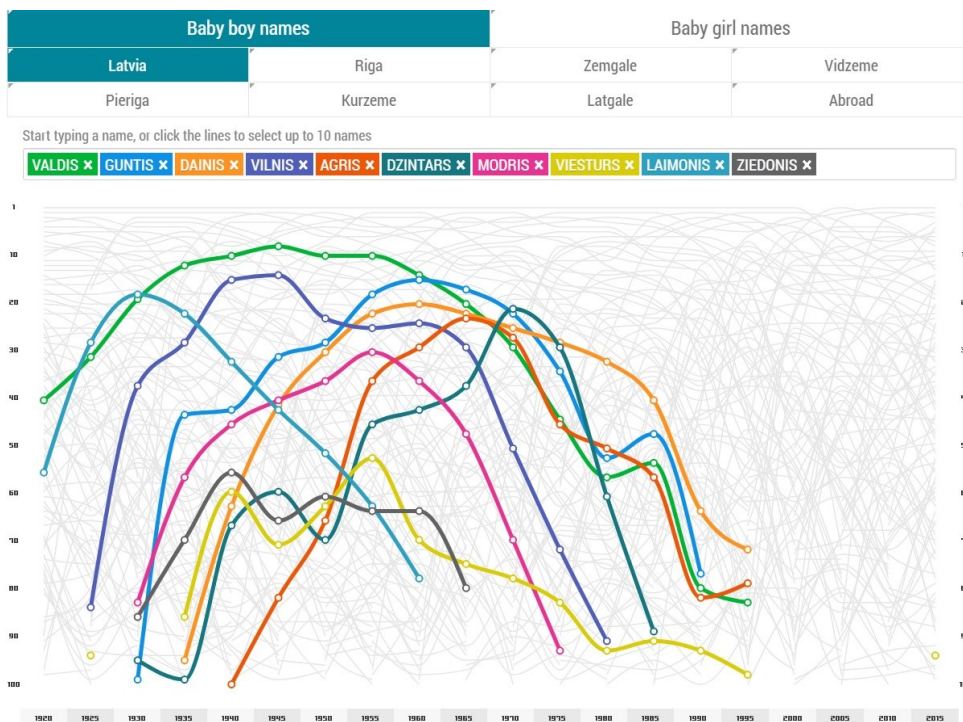 Baby boy names Baby girl names
Latvia Riga Zemgale Vidzeme
Pieriga Kurzeme Latgale Abroad
Start typing a name, or click the lines to select up to 10 names
VALDIS × GUNTIS × DAINIS × VILNIS × AGRIS × DZINTARS × MODRIS × VIESTURS × LAIMONIS × ZIEDONIS ×
1
10
20
30
40
50
60
70
80
90
100
1920 1925 1930 1935 1940 1945 1950 1955 1960 1965 1970 1975 1980 1985 1990 1995 2000 2005 2010 2015